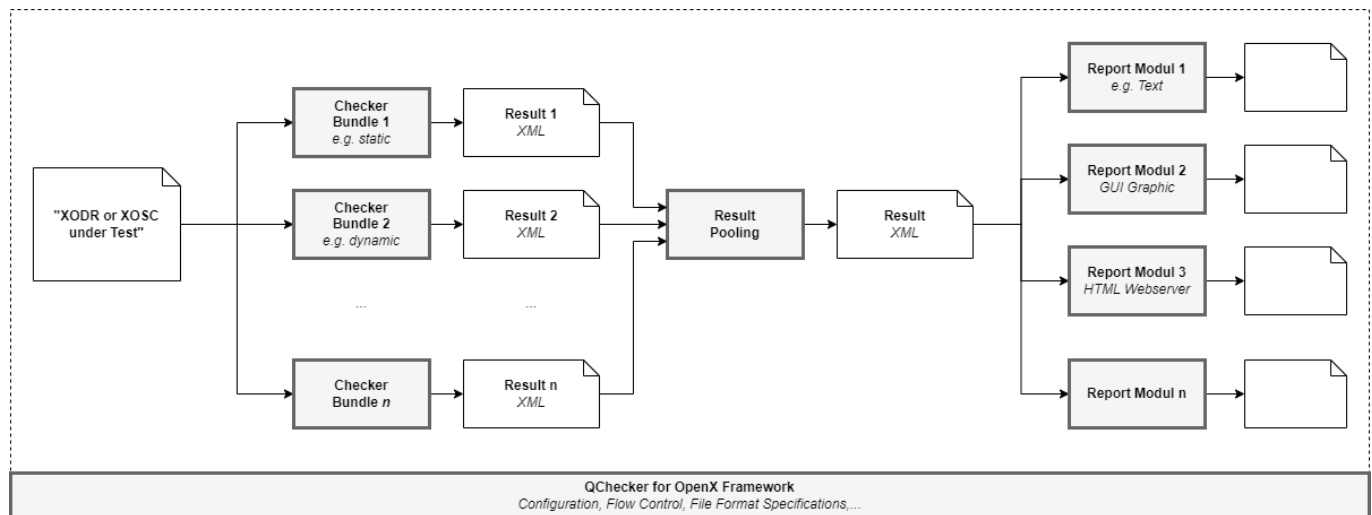 "XODR or XOSC
under Test"
Checker
Bundle 1
e.g. static
Result 1
XML
Checker
Bundle 2
e.g. dynamic
Result 2
XML
...
...
Checker
Bundle n
Result n
XML
Result
Pooling
Result
XML
Report Modul 1
e.g. Text
Report Modul 2
GUI Graphic
Report Modul 3
HTML Webserver
Report Modul n
QChecker for OpenX Framework
Configuration, Flow Control, File Format Specifications,...